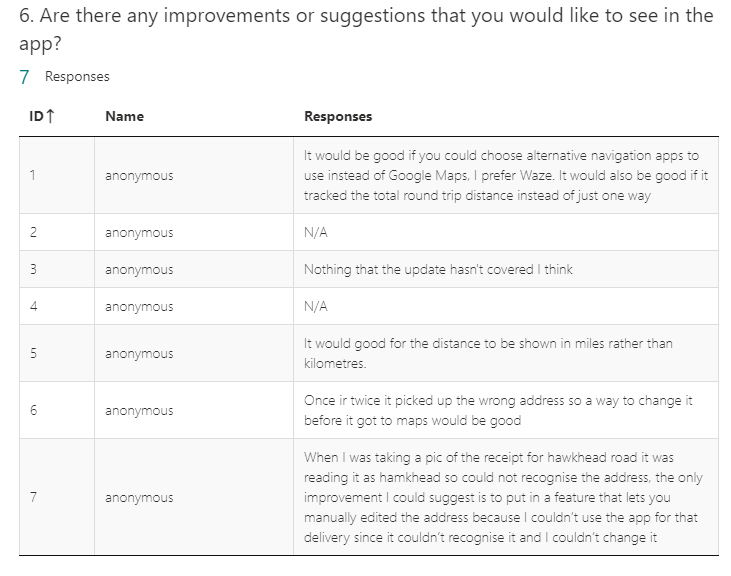 6. Are there any improvements or suggestions that you would like to see in the
app?
7 Responses
ID↑ Name Responses
1 anonymous It would be good if you could choose alternative navigation apps to
use instead of Google Maps, I prefer Waze. It would also be good if it
tracked the total round trip distance instead of just one way
2 anonymous N/A
3 anonymous Nothing that the update hasn't covered I think
4 anonymous N/A
5 anonymous It would good for the distance to be shown in miles rather than
kilometres.
6 anonymous Once ir twice it picked up the wrong address so a way to change it
before it got to maps would be good
7 anonymous When I was taking a pic of the receipt for hawkhead road it was
reading it as hamkhead so could not recognise the address, the only
improvement I could suggest is to put in a feature that lets you
manually edited the address because I couldn't use the app for that
delivery since it couldn't recognise it and I couldn't change it